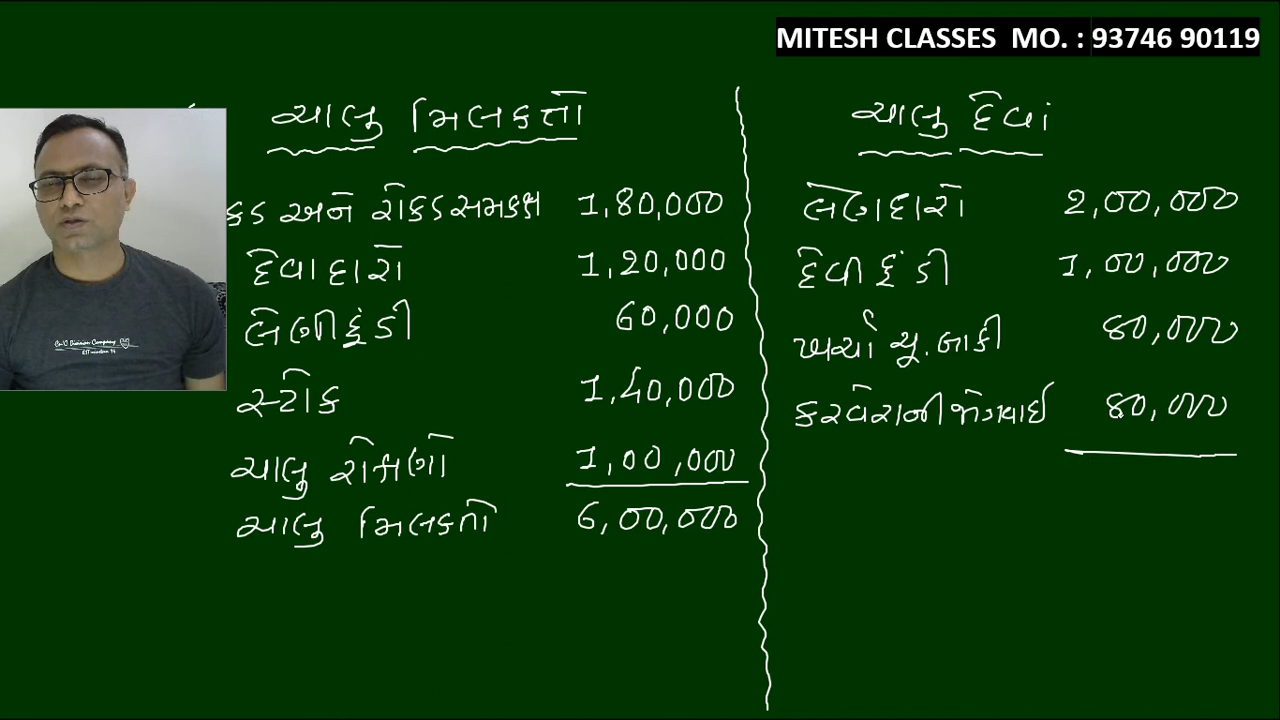 MITESH CLASSES MO. : 93746 90119
ચાલુ મિલકતો
કડ અને રોકડ સમકક્ષ 1,80,000
દેવાદારો 1,20,000
લેણીહૂંડી 60,000
સ્ટોક 1,40,000
ચાલુ રોકાણો 1,00,000
ચાલુ મિલકતો 6,00,000
ચાલુ દેવાં
લેણદારો 2,00,000
દેવીહૂંડી 1,00,000
ખર્ચા ચૂ. બાકી 80,000
કરવેરાની જોગવાઈ 80,000